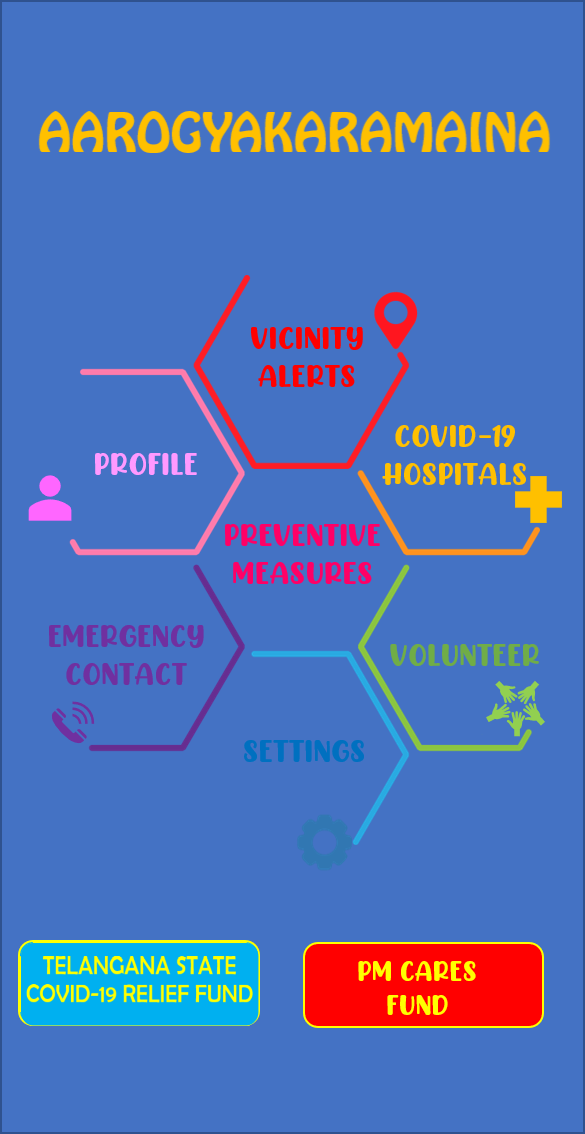 AAROGYAKARAMAINA
VICINITY
ALERTS
COVID-19
HOSPITALS
PROFILE
PREVENTIVE
MEASURES
EMERGENCY
CONTACT
VOLUNTEER
SETTINGS
TELANGANA STATE
COVID-19 RELIEF FUND
PM CARES
FUND